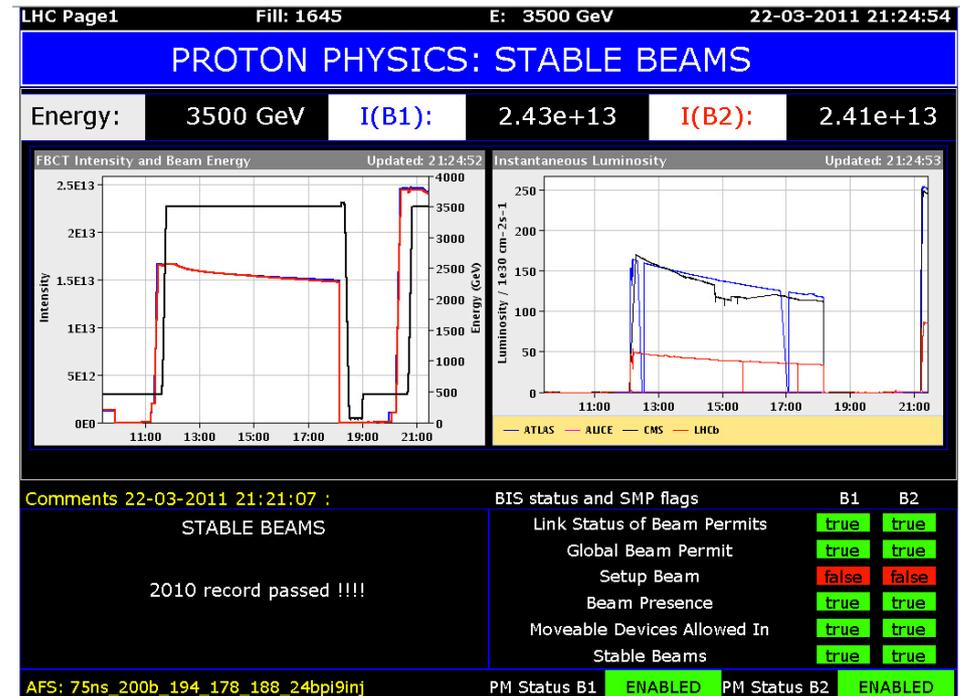 LHC Page1 Fill: 1645 E: 3500 GeV 22-03-2011 21:24:54
PROTON PHYSICS: STABLE BEAMS
Energy: 3500 GeV I(B1): 2.43e+13 I(B2): 2.41e+13
FBCT Intensity and Beam Energy Updated: 21:24:52
Intensity
2.5E13
2E13
1.5E13
1E13
5E12
0E0
4000
3500
3000
2500
2000
1500
1000
500
0
Energy (GeV)
11:00 13:00 15:00 17:00 19:00 21:00
Instantaneous Luminosity Updated: 21:24:53
Luminosity / 1e30 cm-2s-1
250
200
150
100
50
0
11:00 13:00 15:00 17:00 19:00 21:00
ATLAS ALICE CMS LHCb
Comments 22-03-2011 21:21:07 :
STABLE BEAMS
2010 record passed !!!!
BIS status and SMP flags B1 B2
Link Status of Beam Permits true true
Global Beam Permit true true
Setup Beam false false
Beam Presence true true
Moveable Devices Allowed In true true
Stable Beams true true
AFS: 75ns_200b_194_178_188_24bpi9inj
PM Status B1 ENABLED PM Status B2 ENABLED